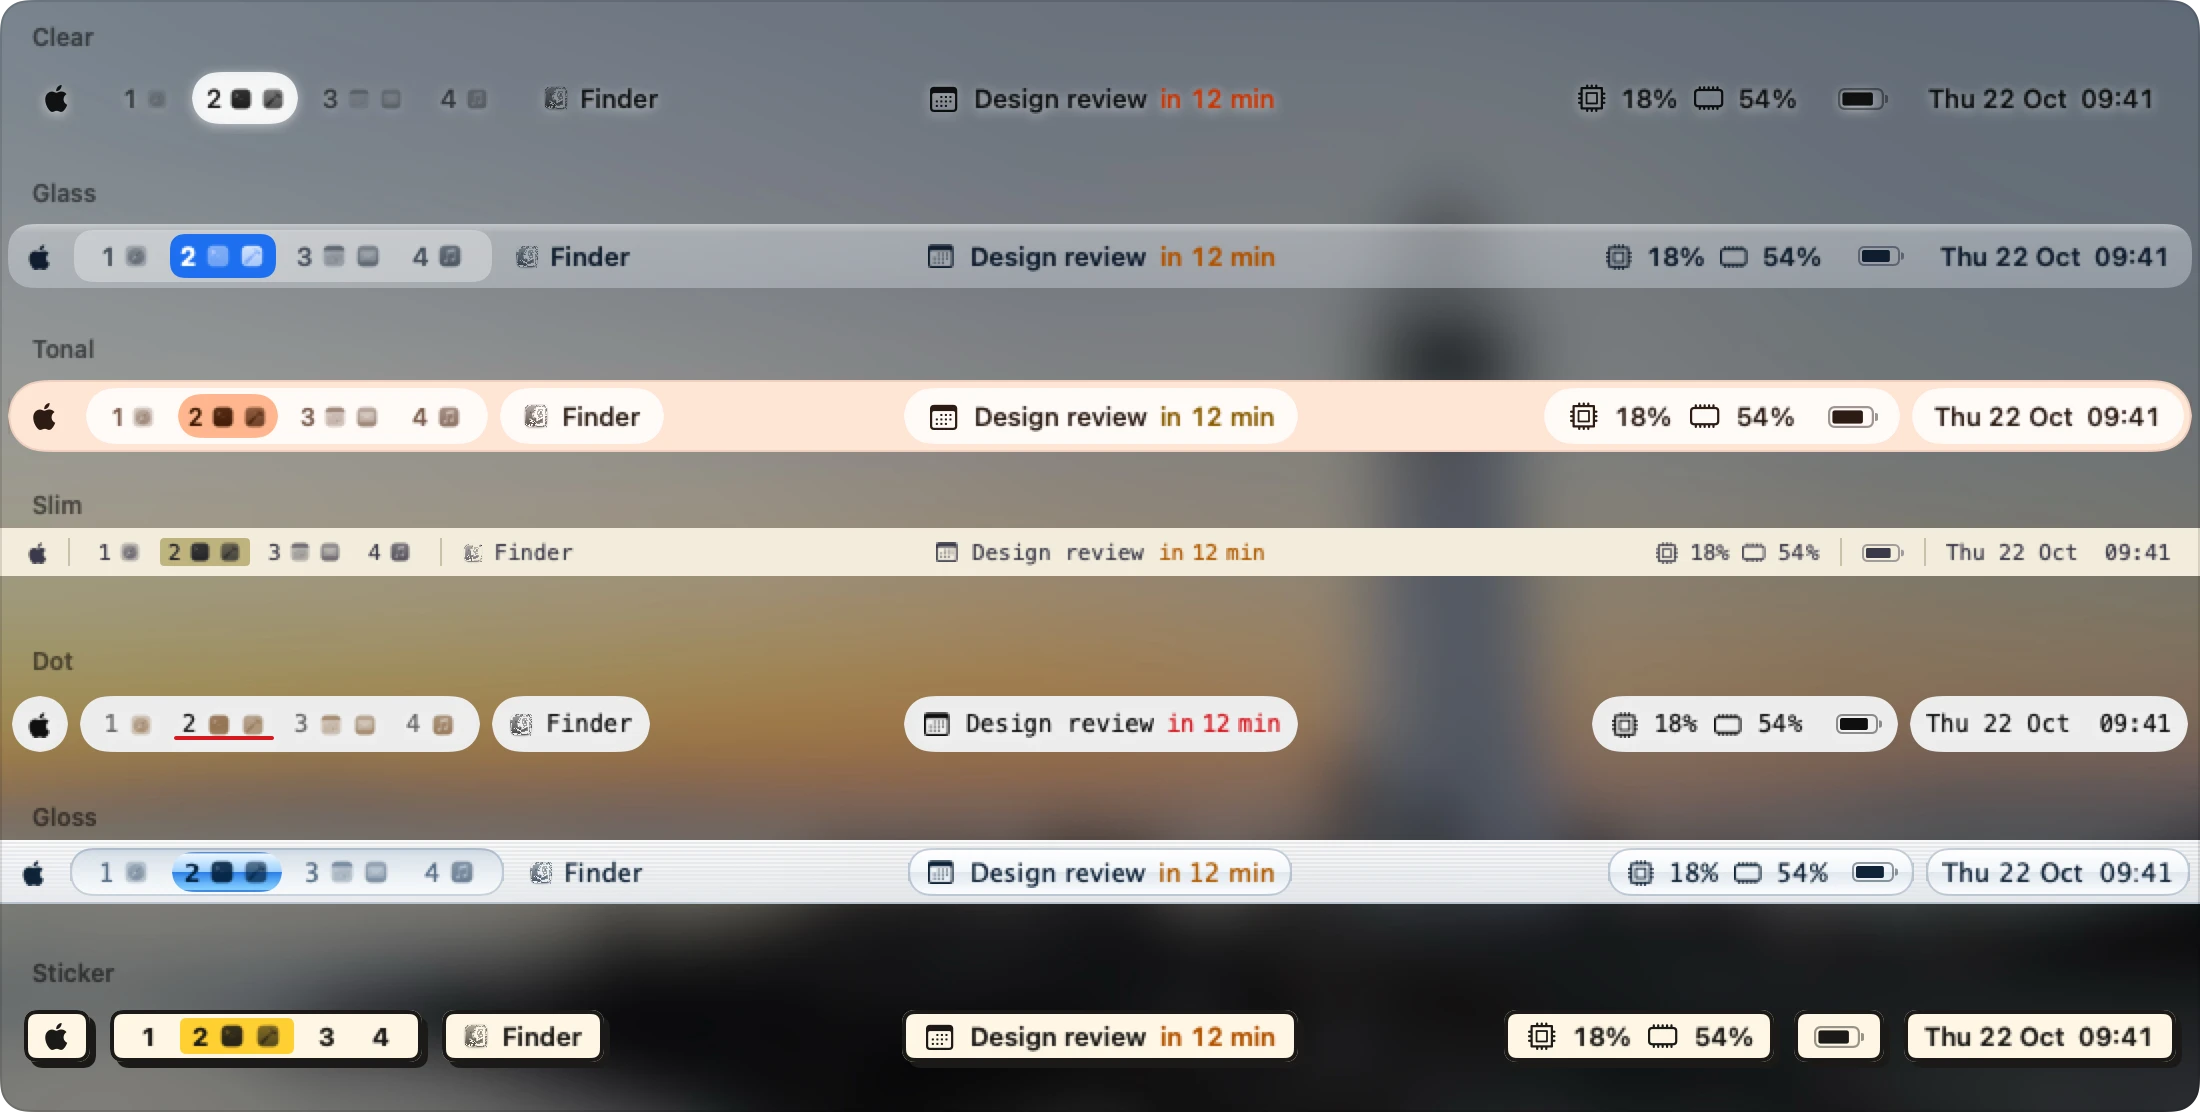 Clear
1 2 3 4 Finder Design review in 12 min 18% 54% Thu 22 Oct 09:41
Glass
1 2 3 4 Finder Design review in 12 min 18% 54% Thu 22 Oct 09:41
Tonal
1 2 3 4 Finder Design review in 12 min 18% 54% Thu 22 Oct 09:41
Slim
1 2 3 4 Finder Design review in 12 min 18% 54% Thu 22 Oct 09:41
Dot
1 2 3 4 Finder Design review in 12 min 18% 54% Thu 22 Oct 09:41
Gloss
1 2 3 4 Finder Design review in 12 min 18% 54% Thu 22 Oct 09:41
Sticker
1 2 3 4 Finder Design review in 12 min 18% 54% Thu 22 Oct 09:41